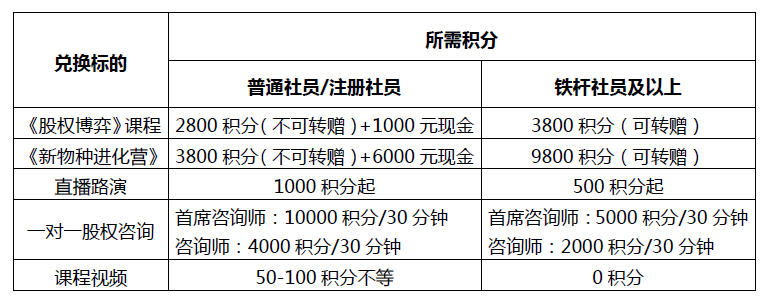 兑换标的
所需积分
普通社员/注册社员
铁杆社员及以上
《股权博弈》课程
2800 积分（不可转赠）+1000 元现金
3800 积分（可转赠）
《新物种进化营》
3800 积分（不可转赠）+6000 元现金
9800 积分（可转赠）
直播路演
1000 积分起
500 积分起
一对一股权咨询
首席咨询师：10000 积分/30 分钟
咨询师：4000 积分/30 分钟
首席咨询师：5000 积分/30 分钟
咨询师：2000 积分/30 分钟
课程视频
50-100 积分不等
0 积分